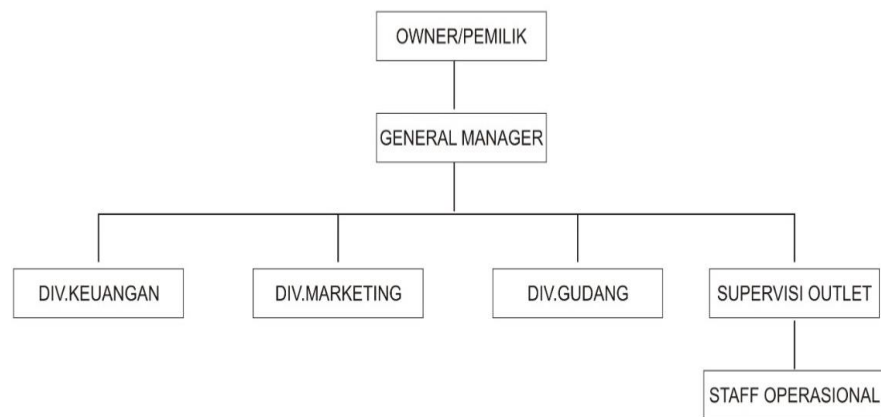 OWNER/PEMILIK
GENERAL MANAGER
DIV.KEUANGAN
DIV.MARKETING
DIV.GUDANG
SUPERVISI OUTLET
STAFF OPERASIONAL